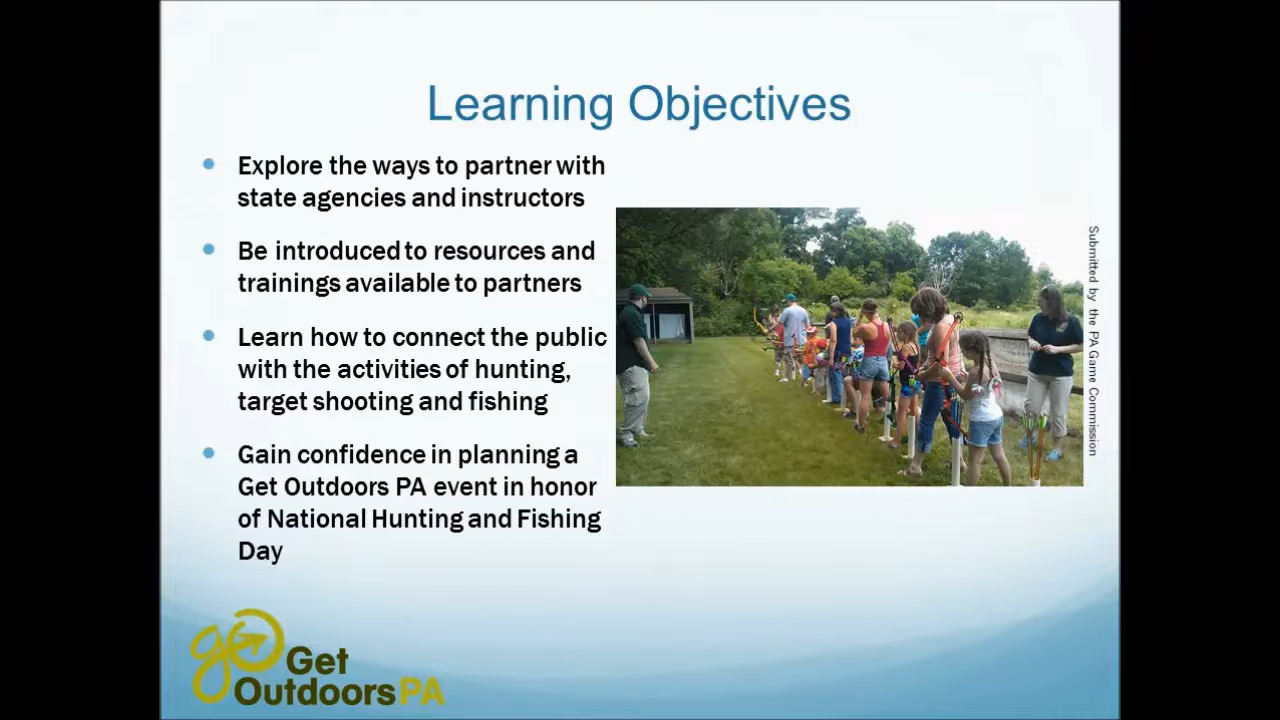 Learning Objectives
Explore the ways to partner with
state agencies and instructors
Be introduced to resources and
trainings available to partners
Learn how to connect the public
with the activities of hunting,
target shooting and fishing
Gain confidence in planning a
Get Outdoors PA event in honor
of National Hunting and Fishing
Day
Submitted by the PA Game Commission
go
Get
Outdoors PA